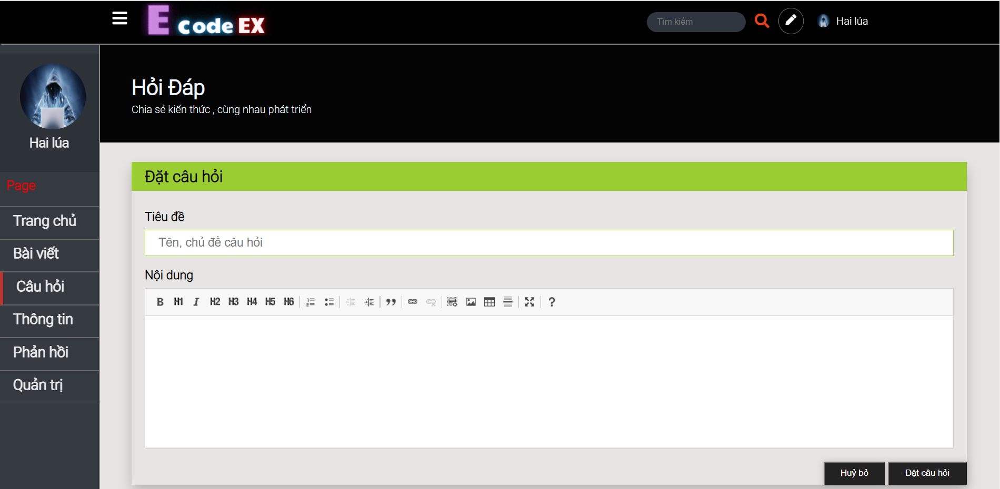 E code EX
Tìm kiếm
Hai lúa
Hai lúa
Page
Trang chủ
Bài viết
Câu hỏi
Thông tin
Phản hồi
Quản trị
Hỏi Đáp
Chia sẻ kiến thức , cùng nhau phát triển
Đặt câu hỏi
Tiêu đề
Tên, chủ đề câu hỏi
Nội dung
B H1 I H2 H3 H4 H5 H6 ?
Huỷ bỏ Đặt câu hỏi